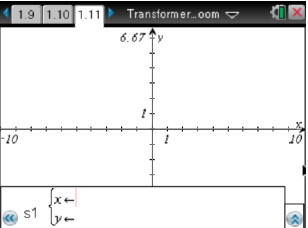 1.9 1.10 1.11 Transformer...oom
6.67 y
1
x
-10 1 10
s1 { x←
y←